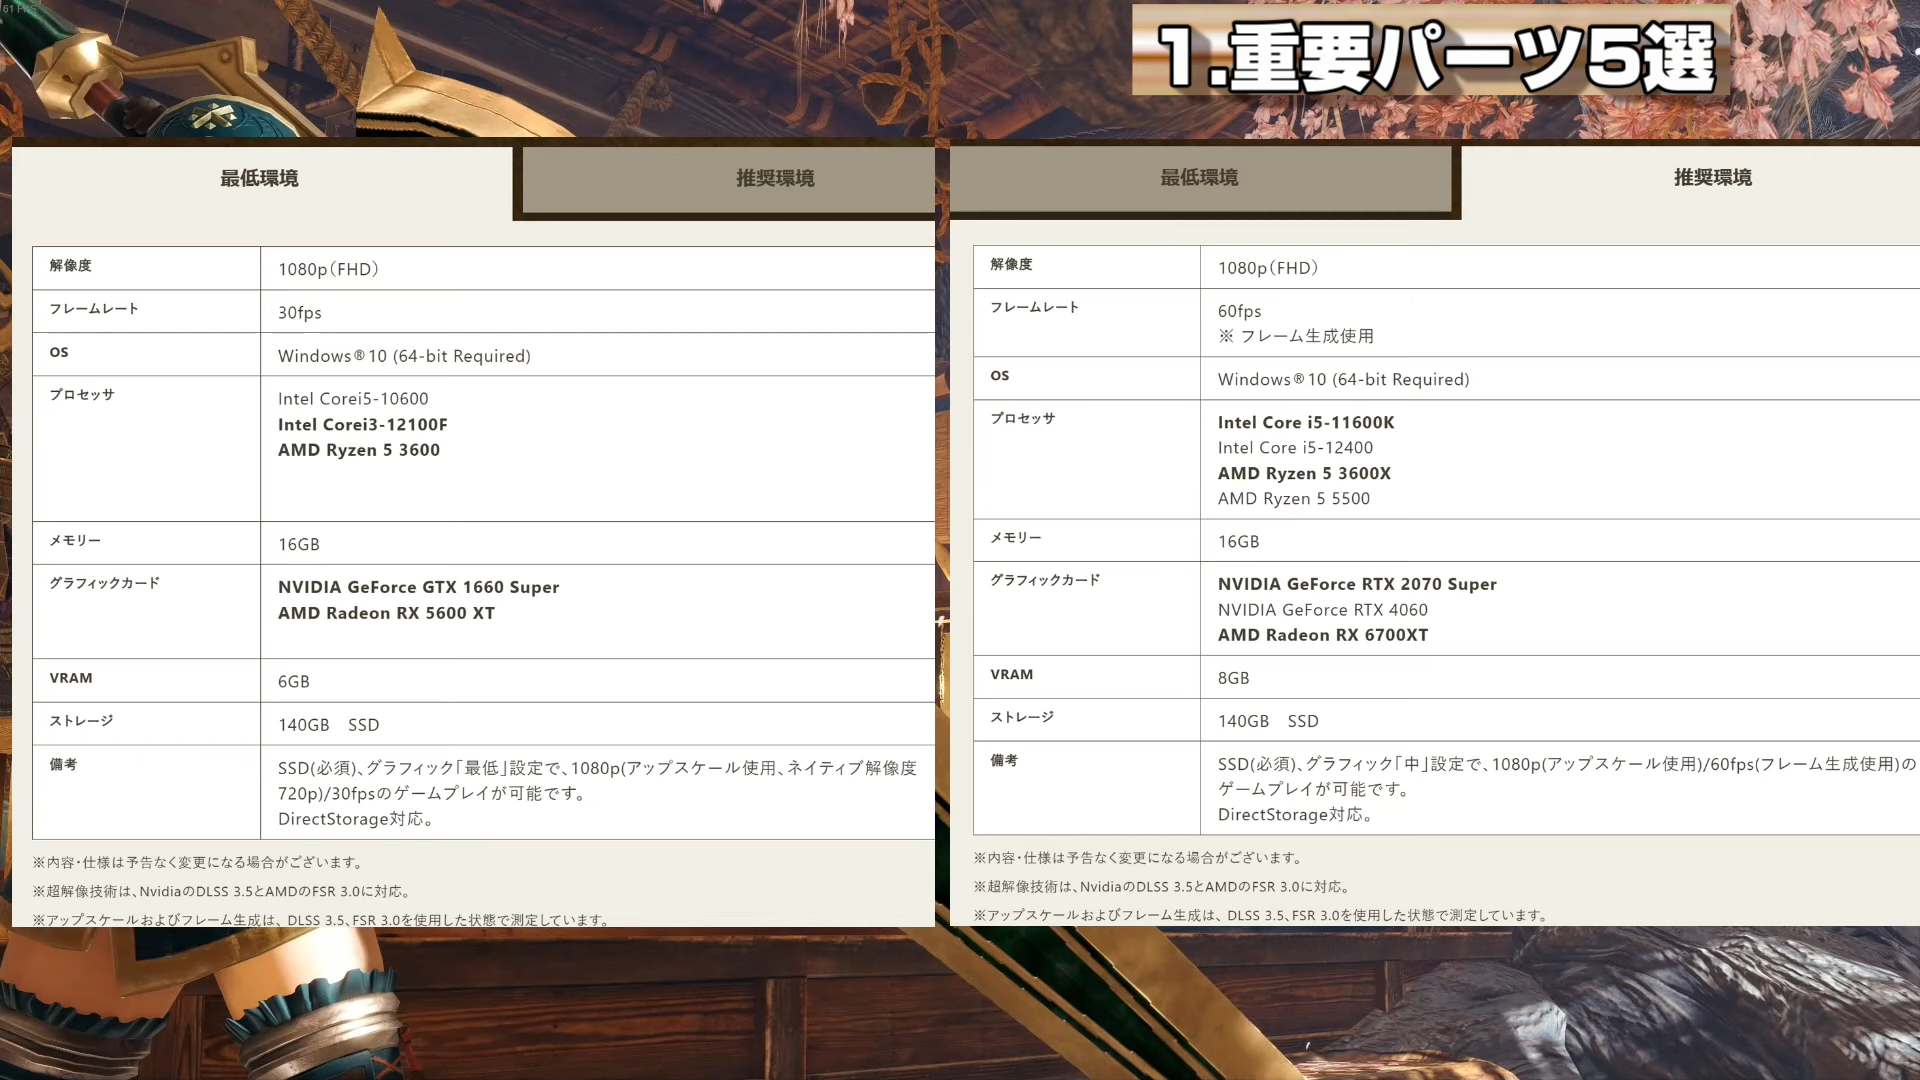 61 FPS
1.重要パーツ5選
最低環境
推奨環境
解像度
1080p(FHD)
フレームレート
30fps
OS
Windows®10 (64-bit Required)
プロセッサ
Intel Corei5-10600
Intel Corei3-12100F
AMD Ryzen 5 3600
メモリー
16GB
グラフィックカード
NVIDIA GeForce GTX 1660 Super
AMD Radeon RX 5600 XT
VRAM
6GB
ストレージ
140GB　SSD
備考
SSD(必須)、グラフィック「最低」設定で、1080p(アップスケール使用、ネイティブ解像度
720p)/30fpsのゲームプレイが可能です。
DirectStorage対応。
※内容・仕様は予告なく変更になる場合がございます。
※超解像技術は、NvidiaのDLSS 3.5とAMDのFSR 3.0に対応。
※アップスケールおよびフレーム生成は、DLSS 3.5、FSR 3.0を使用した状態で測定しています。
最低環境
推奨環境
解像度
1080p(FHD)
フレームレート
60fps
※ フレーム生成使用
OS
Windows®10 (64-bit Required)
プロセッサ
Intel Core i5-11600K
Intel Core i5-12400
AMD Ryzen 5 3600X
AMD Ryzen 5 5500
メモリー
16GB
グラフィックカード
NVIDIA GeForce RTX 2070 Super
NVIDIA GeForce RTX 4060
AMD Radeon RX 6700XT
VRAM
8GB
ストレージ
140GB　SSD
備考
SSD(必須)、グラフィック「中」設定で、1080p(アップスケール使用)/60fps(フレーム生成使用)の
ゲームプレイが可能です。
DirectStorage対応。
※内容・仕様は予告なく変更になる場合がございます。
※超解像技術は、NvidiaのDLSS 3.5とAMDのFSR 3.0に対応。
※アップスケールおよびフレーム生成は、DLSS 3.5、FSR 3.0を使用した状態で測定しています。